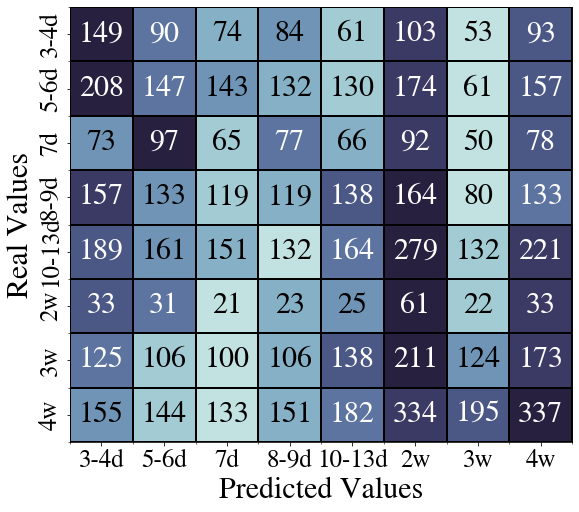 Real Values
3-4d 149 90 74 84 61 103 53 93
5-6d 208 147 143 132 130 174 61 157
7d 73 97 65 77 66 92 50 78
8-9d 157 133 119 119 138 164 80 133
10-13d 189 161 151 132 164 279 132 221
2w 33 31 21 23 25 61 22 33
3w 125 106 100 106 138 211 124 173
4w 155 144 133 151 182 334 195 337
3-4d 5-6d 7d 8-9d 10-13d 2w 3w 4w
Predicted Values